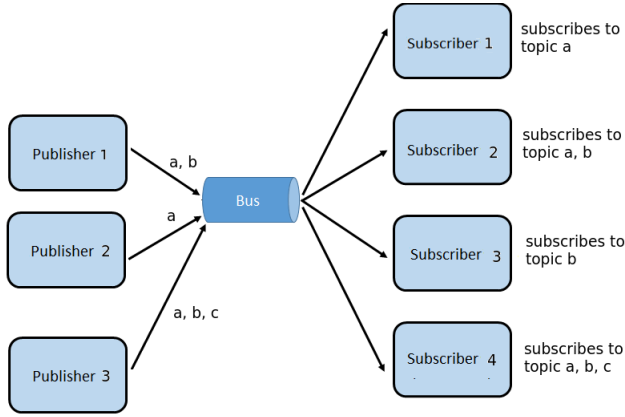 Publisher 1
Publisher 2
Publisher 3
a, b
a
a, b, c
Bus
Subscriber 1
subscribes to
topic a
Subscriber 2
subscribes to
topic a, b
Subscriber 3
subscribes to
topic b
Subscriber 4
subscribes to
topic a, b, c